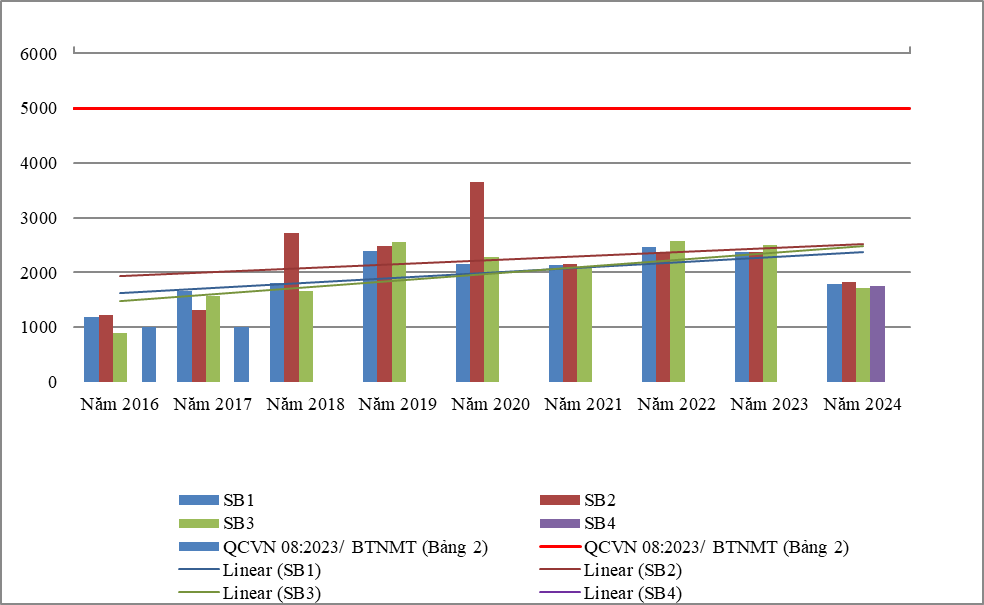 6000
5000
4000
3000
2000
1000
0
Năm 2016 Năm 2017 Năm 2018 Năm 2019 Năm 2020 Năm 2021 Năm 2022 Năm 2023 Năm 2024
SB1 SB2
SB3 SB4
QCVN 08:2023/ BTNMT (Bảng 2) QCVN 08:2023/ BTNMT (Bảng 2)
Linear (SB1) Linear (SB2)
Linear (SB3) Linear (SB4)